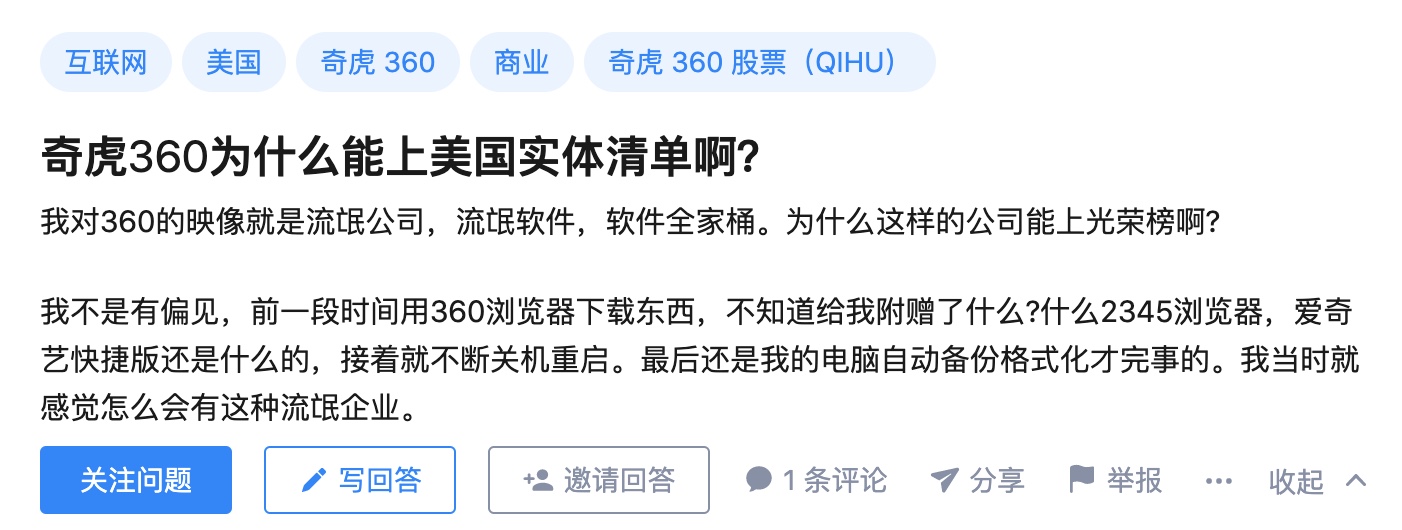 互联网 美国 奇虎 360 商业 奇虎 360 股票（QIHU）
奇虎360为什么能上美国实体清单啊?
我对360的映像就是流氓公司，流氓软件，软件全家桶。为什么这样的公司能上光荣榜啊?
我不是有偏见，前一段时间用360浏览器下载东西，不知道给我附赠了什么?什么2345浏览器，爱奇
艺快捷版还是什么的，接着就不断关机重启。最后还是我的电脑自动备份格式化才完事的。我当时就
感觉怎么会有这种流氓企业。
关注问题 写回答 邀请回答 1 条评论 分享 举报 ··· 收起